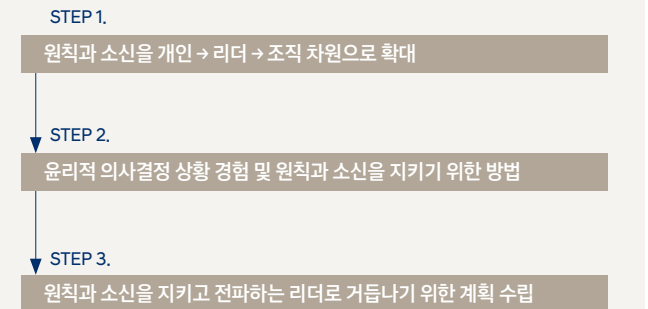 STEP 1.
원칙과 소신을 개인 → 리더 → 조직 차원으로 확대
STEP 2.
윤리적 의사결정 상황 경험 및 원칙과 소신을 지키기 위한 방법
STEP 3.
원칙과 소신을 지키고 전파하는 리더로 거듭나기 위한 계획 수립